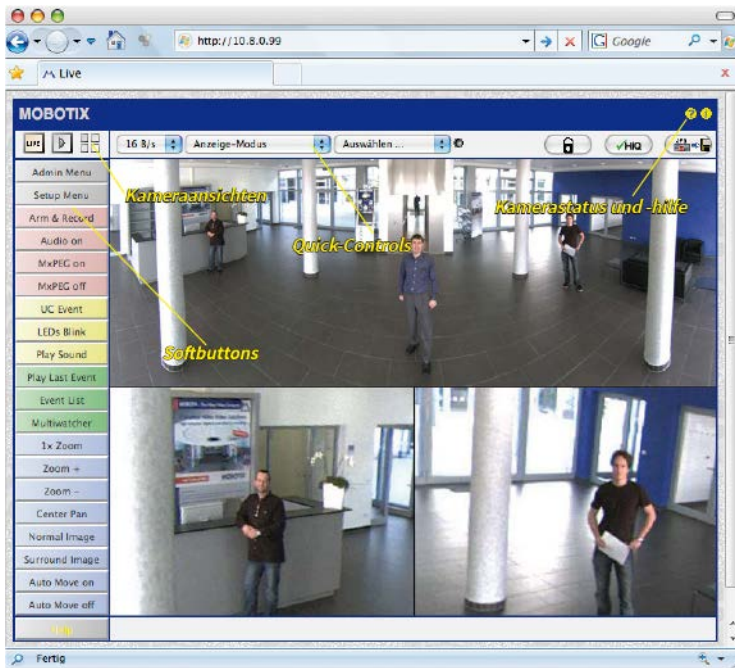 http://10.8.0.99
Google
Live
MOBOTIX
LIVE
16 B/s
Anzeige-Modus
Auswählen ...
HiQ
Admin Menu
Setup Menu
Arm & Record
Audio on
MxPEG on
MxPEG off
UC Event
LEDs Blink
Play Sound
Play Last Event
Event List
Multiwatcher
1x Zoom
Zoom +
Zoom -
Center Pan
Normal Image
Surround Image
Auto Move on
Auto Move off
Help
Kameraansichten
Quick-Controls
Kamerastatus und -hilfe
Softbuttons
MOBOTIX
Fertig